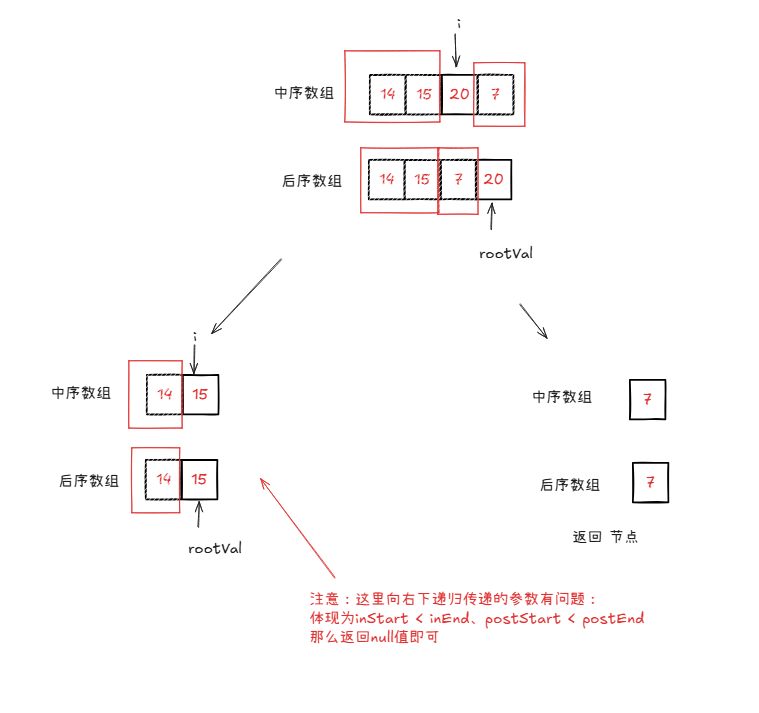 i
中序数组 14 15 20 7
后序数组 14 15 7 20
rootVal
i
中序数组 14 15
后序数组 14 15
rootVal
中序数组 7
后序数组 7
返回 节点
注意：这里向右下递归传递的参数有问题：
体现为inStart < inEnd、postStart < postEnd
那么返回null值即可